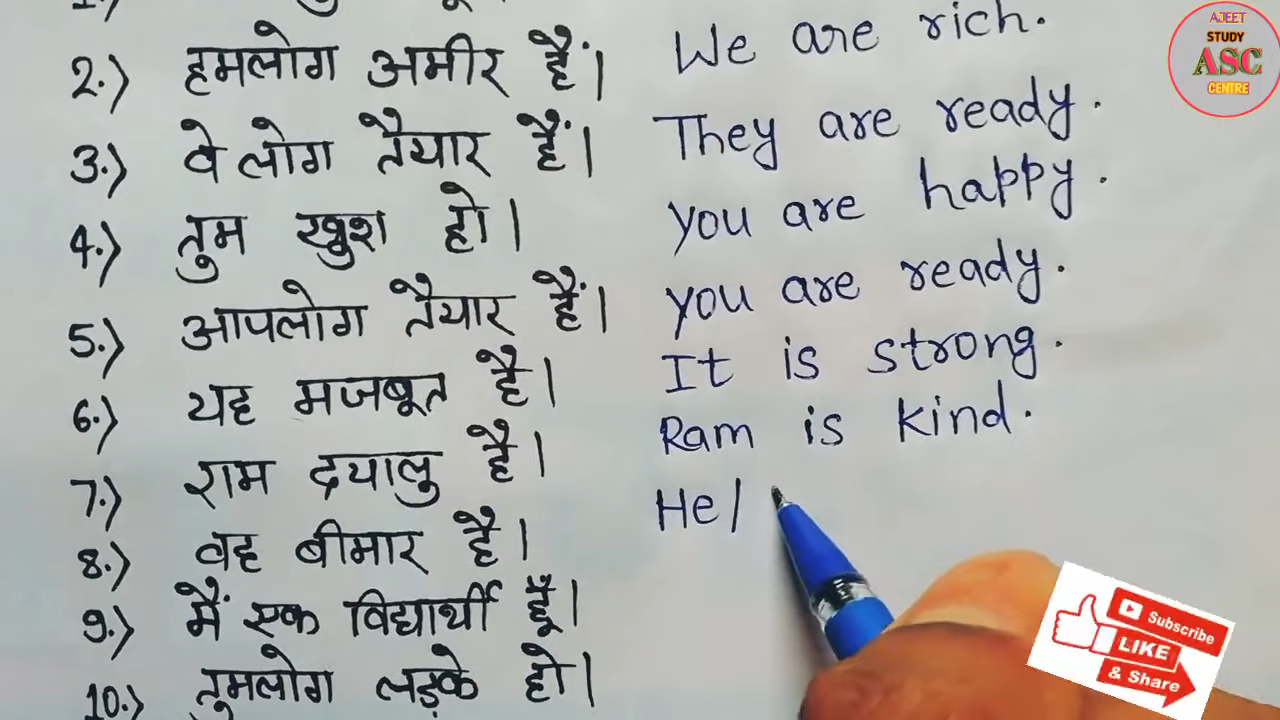 2.) हमलोग अमीर हैं। We are rich.
3.) वे लोग तैयार हैं। They are ready.
4.) तुम खुश हो। you are happy.
5.) आपलोग तैयार हैं। you are ready.
6.) यह मजबूत है। It is strong.
7.) राम दयालु है। Ram is kind.
8.) वह बीमार है। He/
9.) मैं एक विद्यार्थी हूँ।
10.) तुमलोग लड़के हो।
AJEET
STUDY
ASC
CENTRE
Subscribe
LIKE
& Share